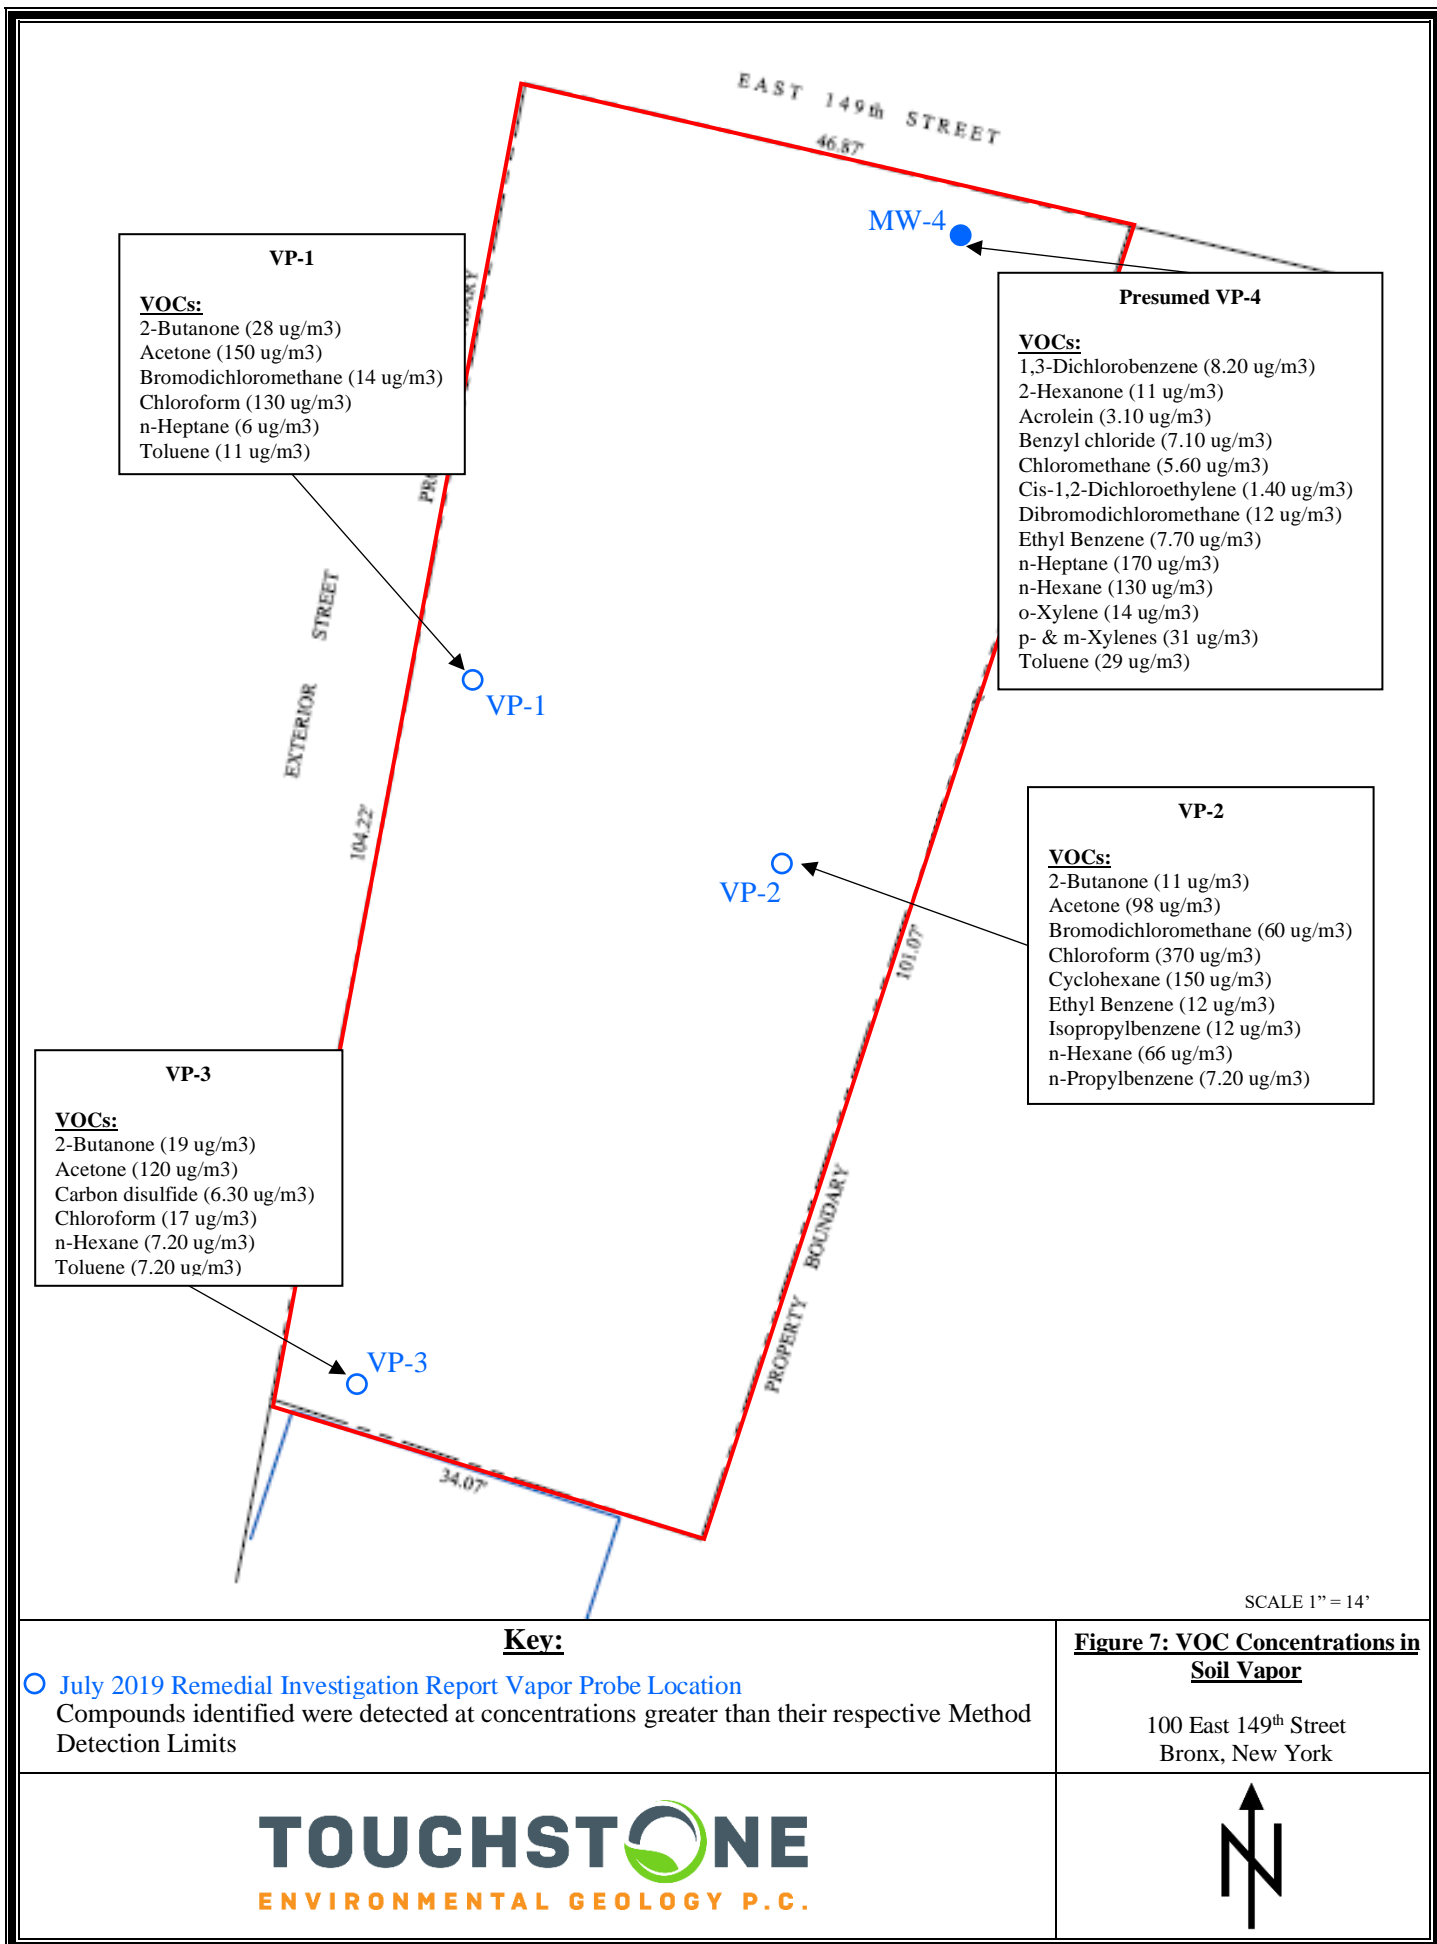 EAST 149th STREET
46.87'
MW-4
VP-1
VOCs:
2-Butanone (28 ug/m3)
Acetone (150 ug/m3)
Bromodichloromethane (14 ug/m3)
Chloroform (130 ug/m3)
n-Heptane (6 ug/m3)
Toluene (11 ug/m3)
Presumed VP-4
VOCs:
1,3-Dichlorobenzene (8.20 ug/m3)
2-Hexanone (11 ug/m3)
Acrolein (3.10 ug/m3)
Benzyl chloride (7.10 ug/m3)
Chloromethane (5.60 ug/m3)
Cis-1,2-Dichloroethylene (1.40 ug/m3)
Dibromodichloromethane (12 ug/m3)
Ethyl Benzene (7.70 ug/m3)
n-Heptane (170 ug/m3)
n-Hexane (130 ug/m3)
o-Xylene (14 ug/m3)
p- & m-Xylenes (31 ug/m3)
Toluene (29 ug/m3)
EXTERIOR STREET
VP-1
104.22'
VP-2
101.07'
VP-2
VOCs:
2-Butanone (11 ug/m3)
Acetone (98 ug/m3)
Bromodichloromethane (60 ug/m3)
Chloroform (370 ug/m3)
Cyclohexane (150 ug/m3)
Ethyl Benzene (12 ug/m3)
Isopropylbenzene (12 ug/m3)
n-Hexane (66 ug/m3)
n-Propylbenzene (7.20 ug/m3)
VP-3
VOCs:
2-Butanone (19 ug/m3)
Acetone (120 ug/m3)
Carbon disulfide (6.30 ug/m3)
Chloroform (17 ug/m3)
n-Hexane (7.20 ug/m3)
Toluene (7.20 ug/m3)
PROPERTY BOUNDARY
VP-3
34.07'
SCALE 1” = 14’
Key:
July 2019 Remedial Investigation Report Vapor Probe Location
Compounds identified were detected at concentrations greater than their respective Method
Detection Limits
Figure 7: VOC Concentrations in
Soil Vapor
100 East 149th Street
Bronx, New York
TOUCHSTONE
ENVIRONMENTAL GEOLOGY P.C.
N